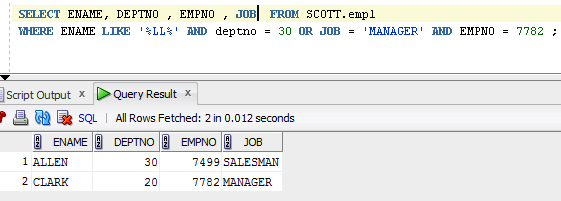 SELECT ENAME, DEPTNO , EMPNO , JOB FROM SCOTT.empl
WHERE ENAME LIKE '%LL%' AND deptno = 30 OR JOB = 'MANAGER' AND EMPNO = 7782 ;
Script Output x Query Result x
SQL | All Rows Fetched: 2 in 0.012 seconds
ENAME DEPTNO EMPNO JOB
1 ALLEN 30 7499 SALESMAN
2 CLARK 20 7782 MANAGER